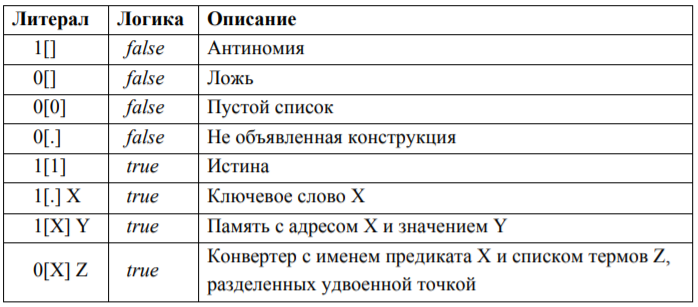 Литерал Логика Описание
1[] false Антиномия
0[] false Ложь
0[0] false Пустой список
0[.] false Не объявленная конструкция
1[1] true Истина
1[.] X true Ключевое слово X
1[X] Y true Память с адресом X и значением Y
0[X] Z true Конвертер с именем предиката X и списком термов Z,
разделенных удвоенной точкой